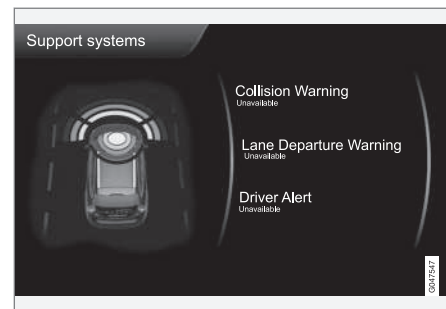 Support systems
Collision Warning
Unavailable
Lane Departure Warning
Unavailable
Driver Alert
Unavailable
G047547